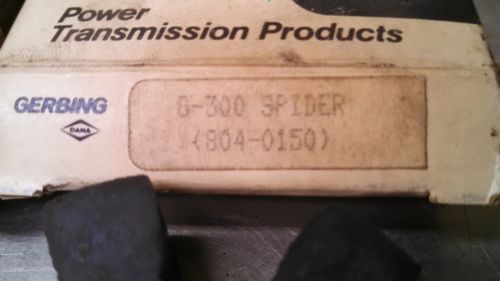 Power
Transmission Products
GERBING
DANA
G-300 SPIDER
(804-0150)